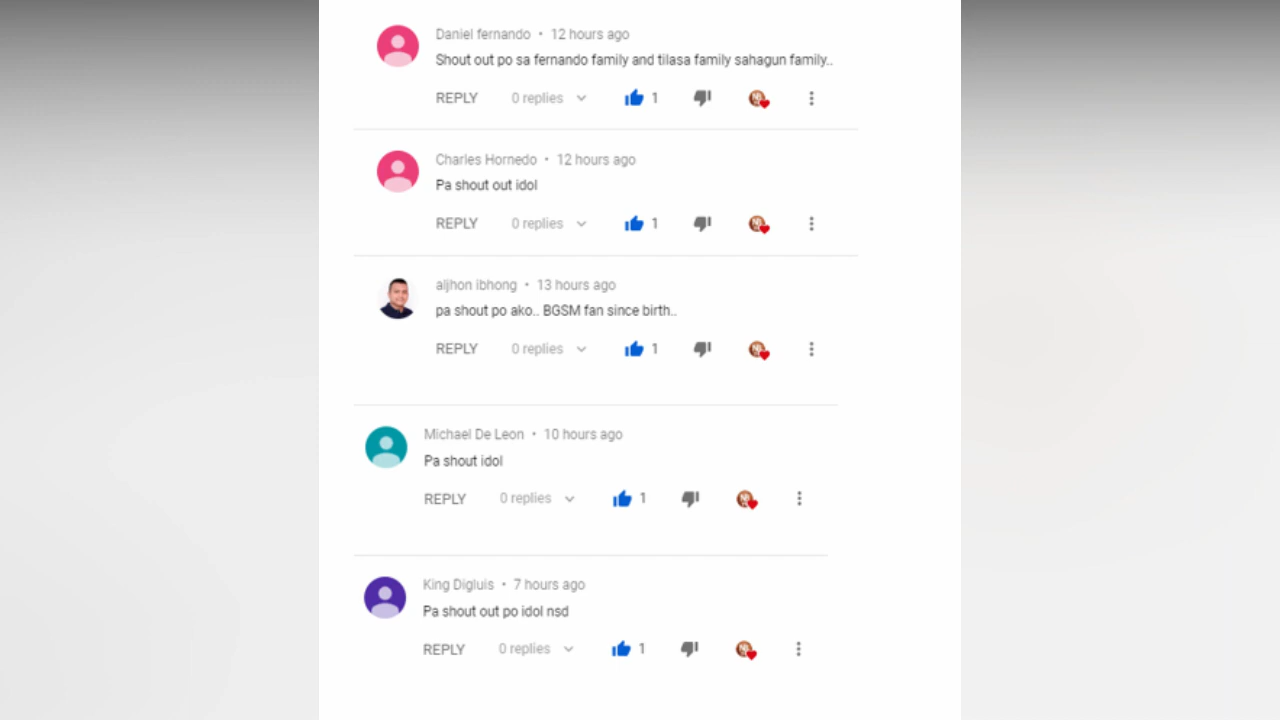 Daniel fernando • 12 hours ago
Shout out po sa fernando family and tilasa family sahagun family..
REPLY 0 replies 1
Charles Hornedo • 12 hours ago
Pa shout out idol
REPLY 0 replies 1
aljhon ibhong • 13 hours ago
pa shout po ako.. BGSM fan since birth..
REPLY 0 replies 1
Michael De Leon • 10 hours ago
Pa shout idol
REPLY 0 replies 1
King Digluis • 7 hours ago
Pa shout out po idol nsd
REPLY 0 replies 1